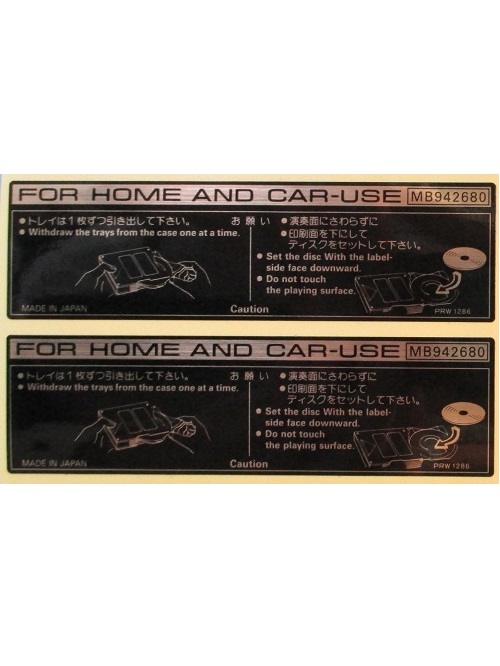 FOR HOME AND CAR-USE MB942680
●トレイは1枚ずつ引き出して下さい。
● Withdraw the trays from the case one at a time.
お願い
●演奏面にさわらずに
●印刷面を下にして
ディスクをセットして下さい。
● Set the disc With the label-
side face downward.
● Do not touch
the playing surface.
MADE IN JAPAN
Caution
PRW1286
FOR HOME AND CAR-USE MB942680
●トレイは1枚ずつ引き出して下さい。
● Withdraw the trays from the case one at a time.
お願い
●演奏面にさわらずに
●印刷面を下にして
ディスクをセットして下さい。
● Set the disc With the label-
side face downward.
● Do not touch
the playing surface.
MADE IN JAPAN
Caution
PRW1286